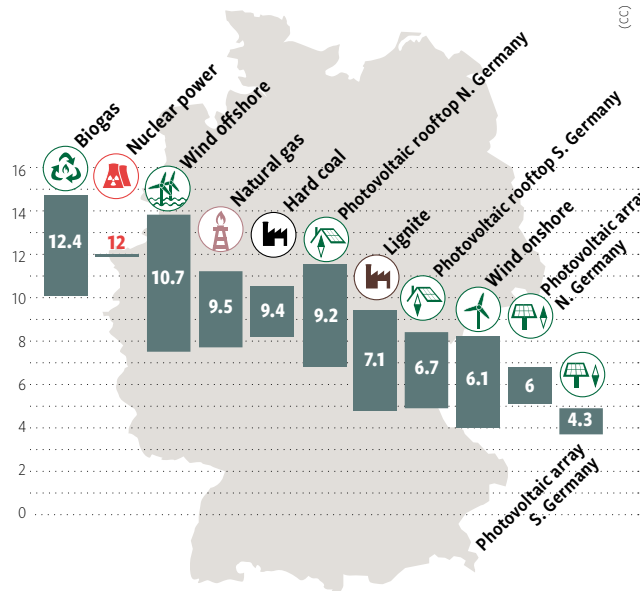 (CC)
Biogas
Nuclear power
Wind offshore
Natural gas
Hard coal
Photovoltaic rooftop N. Germany
Lignite
Photovoltaic rooftop S. Germany
Wind onshore
Photovoltaic array
N. Germany
Photovoltaic array
S. Germany
16
14
12
10
8
6
4
2
0
12.4
12
10.7
9.5
9.4
9.2
7.1
6.7
6.1
6
4.3